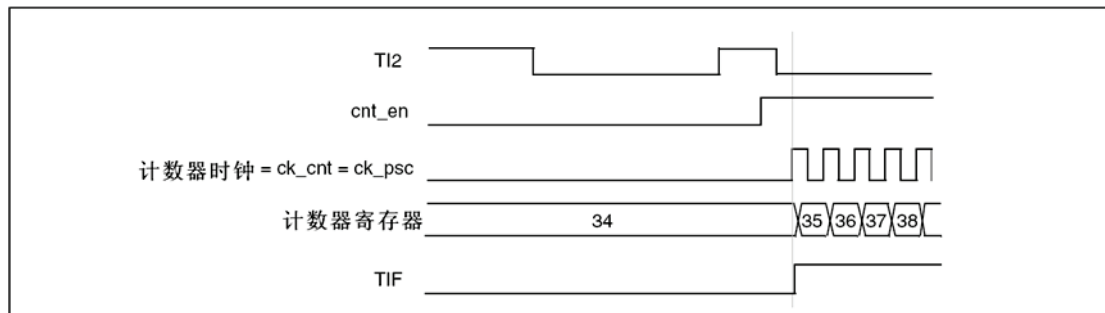 TI2
cnt_en
计数器时钟 = ck_cnt = ck_psc
计数器寄存器 34 35 36 37 38
TIF